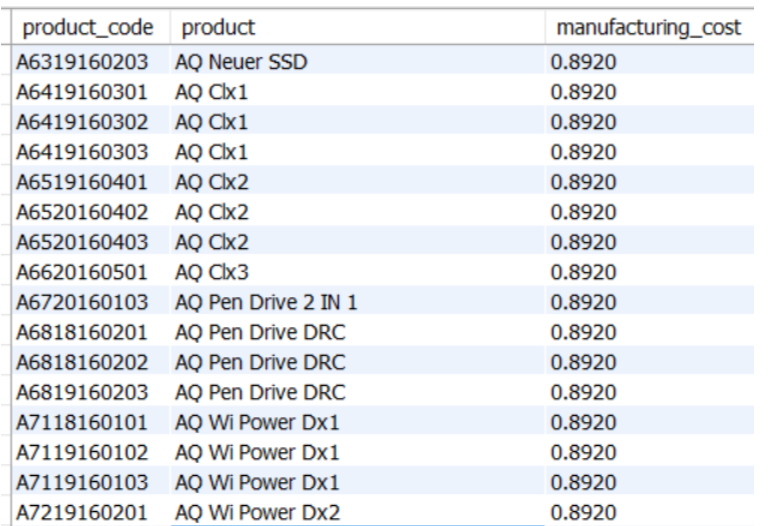 product_code product manufacturing_cost
A6319160203 AQ Neuer SSD 0.8920
A6419160301 AQ Clx1 0.8920
A6419160302 AQ Clx1 0.8920
A6419160303 AQ Clx1 0.8920
A6519160401 AQ Clx2 0.8920
A6520160402 AQ Clx2 0.8920
A6520160403 AQ Clx2 0.8920
A6620160501 AQ Clx3 0.8920
A6720160103 AQ Pen Drive 2 IN 1 0.8920
A6818160201 AQ Pen Drive DRC 0.8920
A6818160202 AQ Pen Drive DRC 0.8920
A6819160203 AQ Pen Drive DRC 0.8920
A7118160101 AQ Wi Power Dx1 0.8920
A7119160102 AQ Wi Power Dx1 0.8920
A7119160103 AQ Wi Power Dx1 0.8920
A7219160201 AQ Wi Power Dx2 0.8920